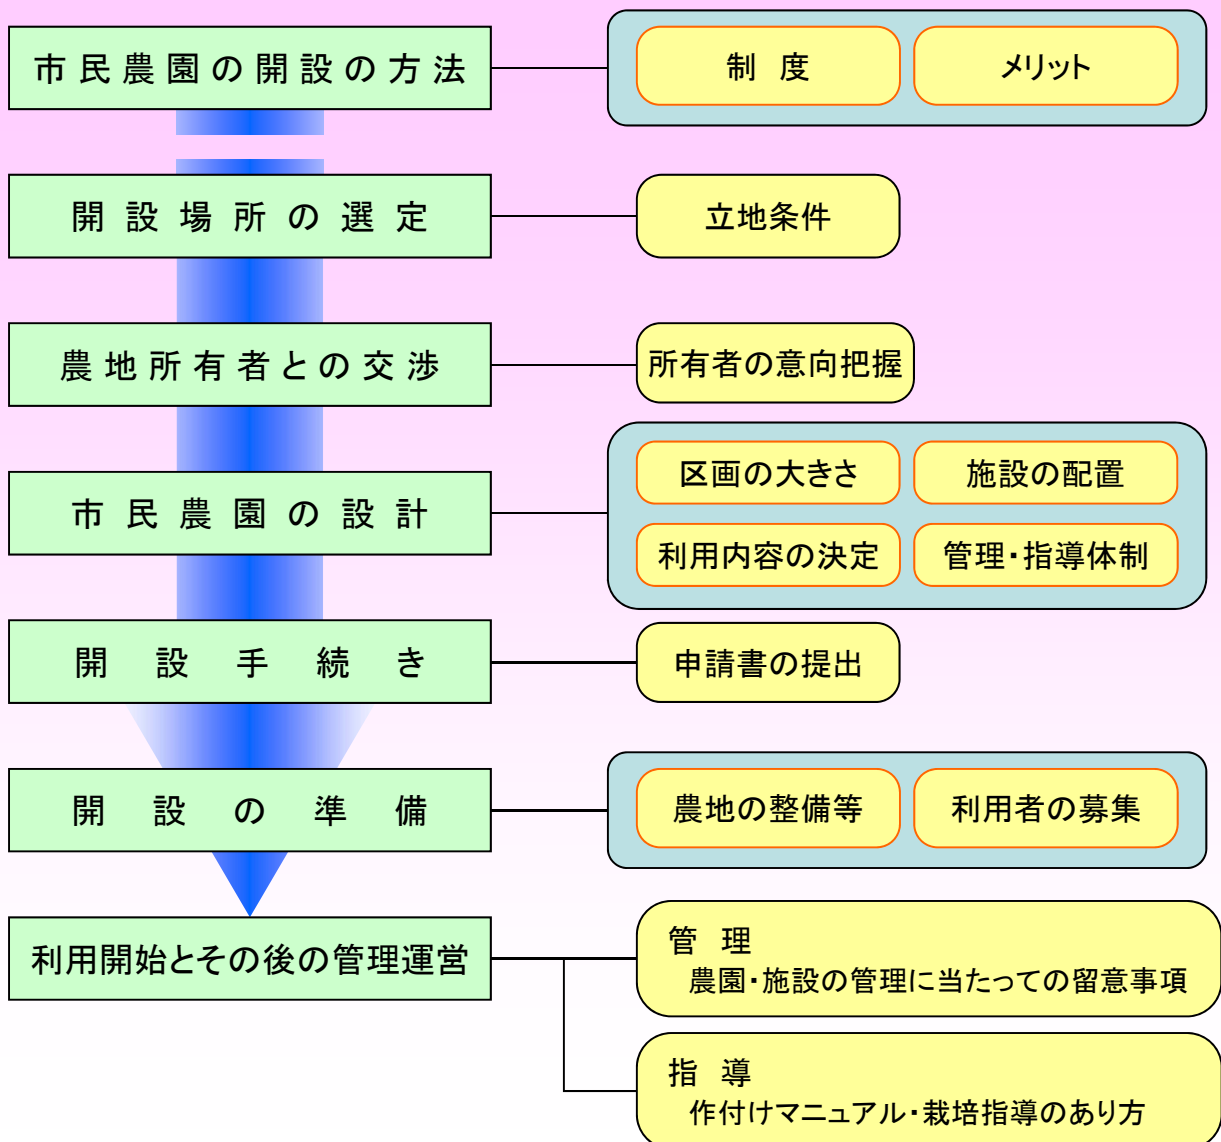 市民農園の開設の方法
制度
メリット
開設場所の選定
立地条件
農地所有者との交渉
所有者の意向把握
市民農園の設計
区画の大きさ
施設の配置
利用内容の決定
管理・指導体制
開設手続き
申請書の提出
開設の準備
農地の整備等
利用者の募集
利用開始とその後の管理運営
管理
農園・施設の管理に当たっての留意事項
指導
作付けマニュアル・栽培指導のあり方